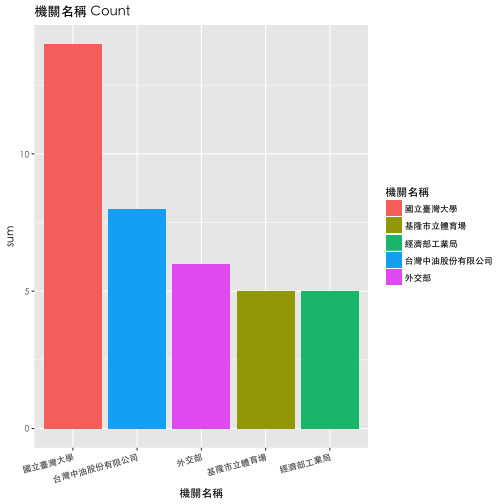 機關名稱 Count
sum
10
5
0
國立臺灣大學
台灣中油股份有限公司
外交部
基隆市立體育場
經濟部工業局
機關名稱
機關名稱
國立臺灣大學
基隆市立體育場
經濟部工業局
台灣中油股份有限公司
外交部